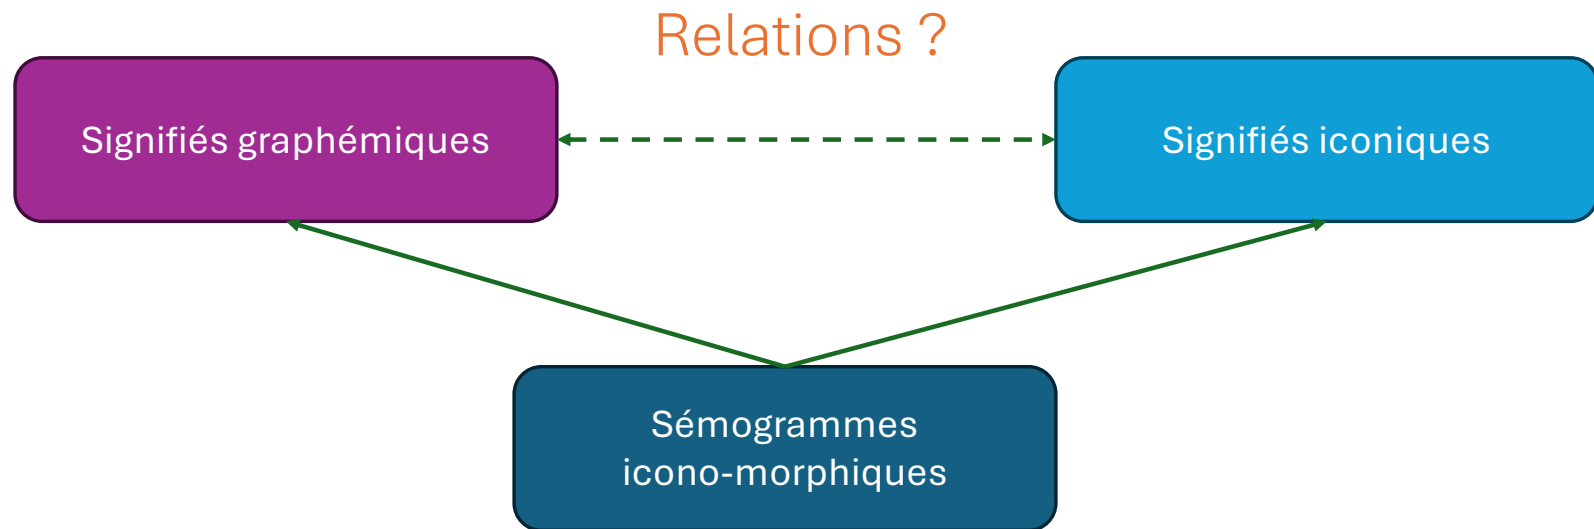 Relations ?
Signifiés graphémiques
Signifiés iconiques
Sémogrammes
icono-morphiques